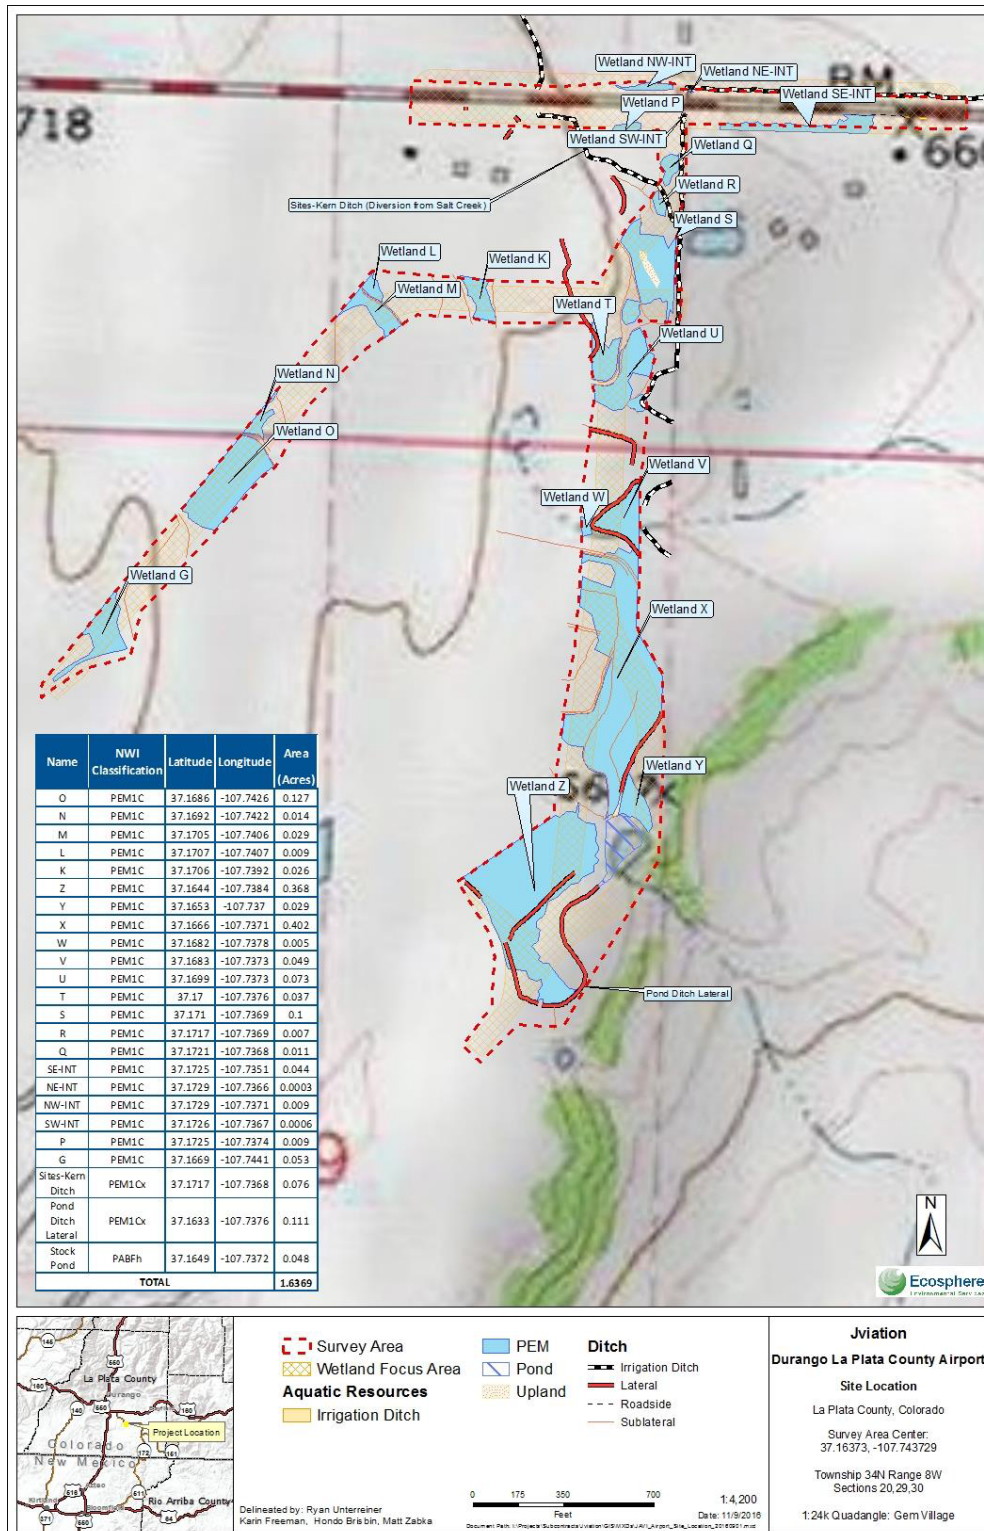 Wetland NW-INT
Wetland NE-INT
BM
Wetland SE-INT
718
Wetland P
Wetland SW-INT
Wetland Q
660
Wetland R
Sites-Kern Ditch (Diversion from Salt Creek)
Wetland S
Wetland L
Wetland K
Wetland M
Wetland T
Wetland U
Wetland N
Wetland O
Wetland V
Wetland W
Wetland G
Wetland X
Wetland Y
Wetland Z
Pond Ditch Lateral
Name NWI Classification Latitude Longitude Area (Acres)
O PEM1C 37.1686 -107.7426 0.127
N PEM1C 37.1692 -107.7422 0.014
M PEM1C 37.1705 -107.7406 0.029
L PEM1C 37.1707 -107.7407 0.009
K PEM1C 37.1706 -107.7392 0.026
Z PEM1C 37.1644 -107.7384 0.368
Y PEM1C 37.1653 -107.737 0.029
X PEM1C 37.1666 -107.7371 0.402
W PEM1C 37.1682 -107.7378 0.005
V PEM1C 37.1683 -107.7373 0.049
U PEM1C 37.1699 -107.7373 0.073
T PEM1C 37.17 -107.7376 0.037
S PEM1C 37.171 -107.7369 0.1
R PEM1C 37.1717 -107.7369 0.007
Q PEM1C 37.1721 -107.7368 0.011
SE-INT PEM1C 37.1725 -107.7351 0.044
NE-INT PEM1C 37.1729 -107.7366 0.0003
NW-INT PEM1C 37.1729 -107.7371 0.009
SW-INT PEM1C 37.1726 -107.7367 0.0006
P PEM1C 37.1725 -107.7374 0.009
G PEM1C 37.1669 -107.7441 0.053
Sites-Kern Ditch PEM1Cx 37.1717 -107.7368 0.076
Pond Ditch Lateral PEM1Cx 37.1633 -107.7376 0.111
Stock Pond PABFh 37.1649 -107.7372 0.048
TOTAL 1.6369
N
Ecosphere
Environmental Services
La Plata County
Durango
Project Location
Colorado
New Mexico
Rio Arriba County
Survey Area
Wetland Focus Area
Aquatic Resources
Irrigation Ditch
PEM
Pond
Upland
Ditch
Irrigation Ditch
Lateral
Roadside
Sublateral
Delineated by: Ryan Unterreiner
Karin Freeman, Hondo Brisbin, Matt Zabka
0 175 350 700
Feet
1:4,200
Date: 11/9/2016
Jviation
Durango La Plata County Airport
Site Location
La Plata County, Colorado
Survey Area Center:
37.16373, -107.743729
Township 34N Range 8W
Sections 20,29,30
1:24k Quadangle: Gem Village